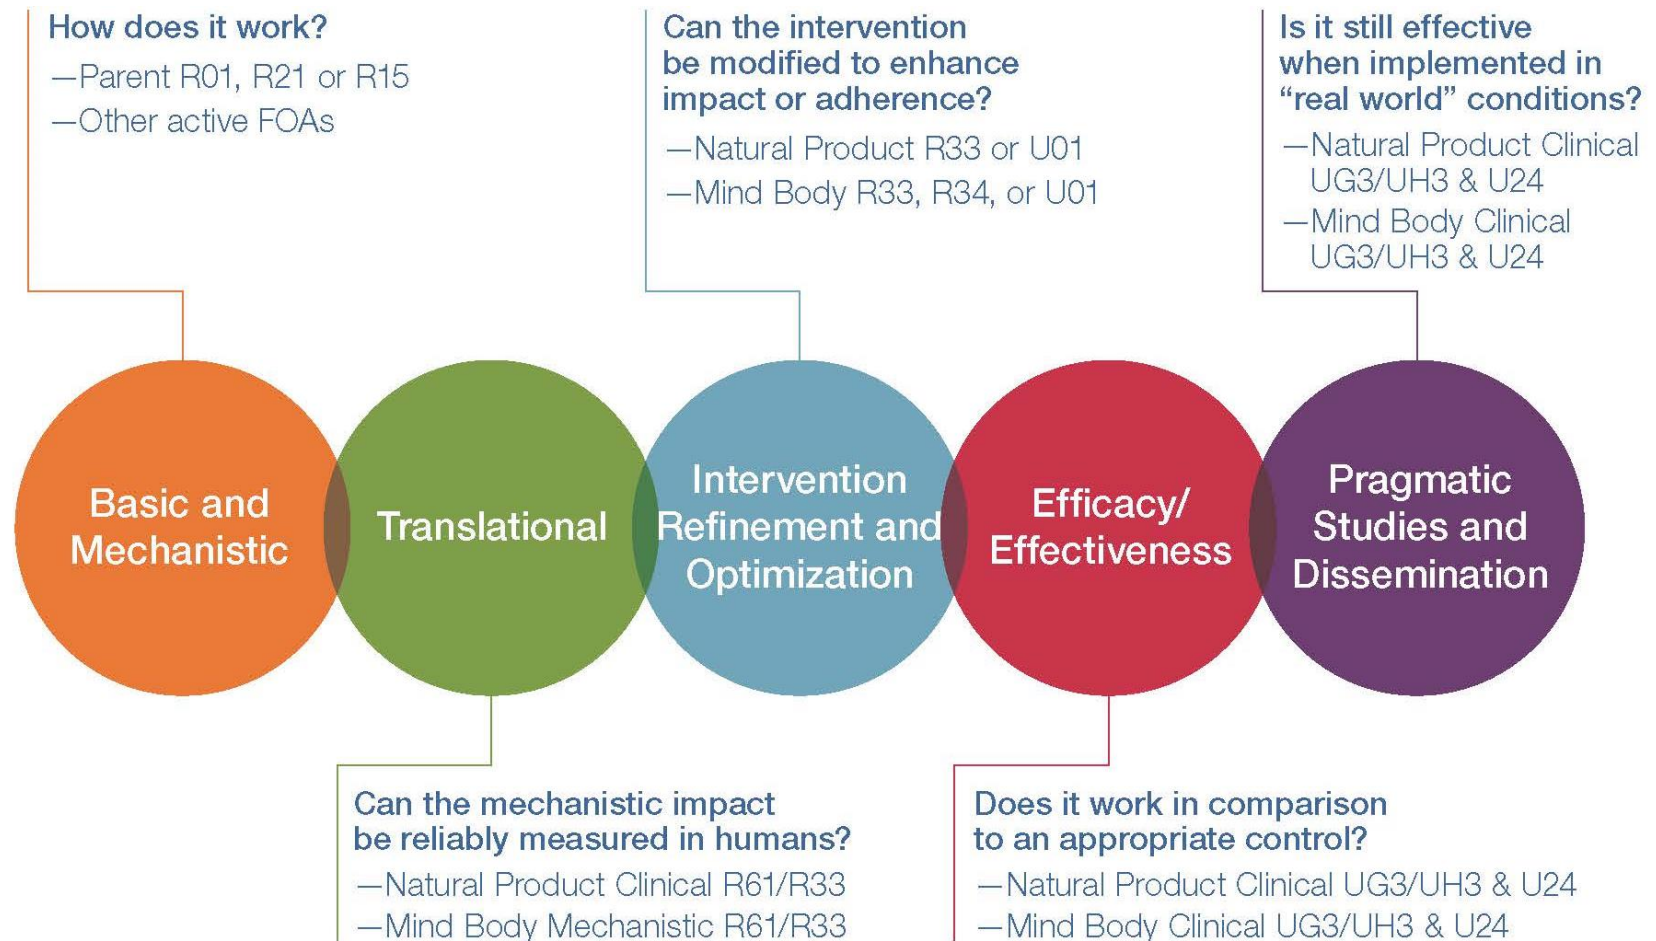 How does it work?
—Parent R01, R21 or R15
—Other active FOAs
Can the intervention
be modified to enhance
impact or adherence?
—Natural Product R33 or U01
—Mind Body R33, R34, or U01
Is it still effective
when implemented in
“real world” conditions?
—Natural Product Clinical
UG3/UH3 & U24
—Mind Body Clinical
UG3/UH3 & U24
Basic and
Mechanistic
Translational
Intervention
Refinement and
Optimization
Efficacy/
Effectiveness
Pragmatic
Studies and
Dissemination
Can the mechanistic impact
be reliably measured in humans?
—Natural Product Clinical R61/R33
—Mind Body Mechanistic R61/R33
Does it work in comparison
to an appropriate control?
—Natural Product Clinical UG3/UH3 & U24
—Mind Body Clinical UG3/UH3 & U24